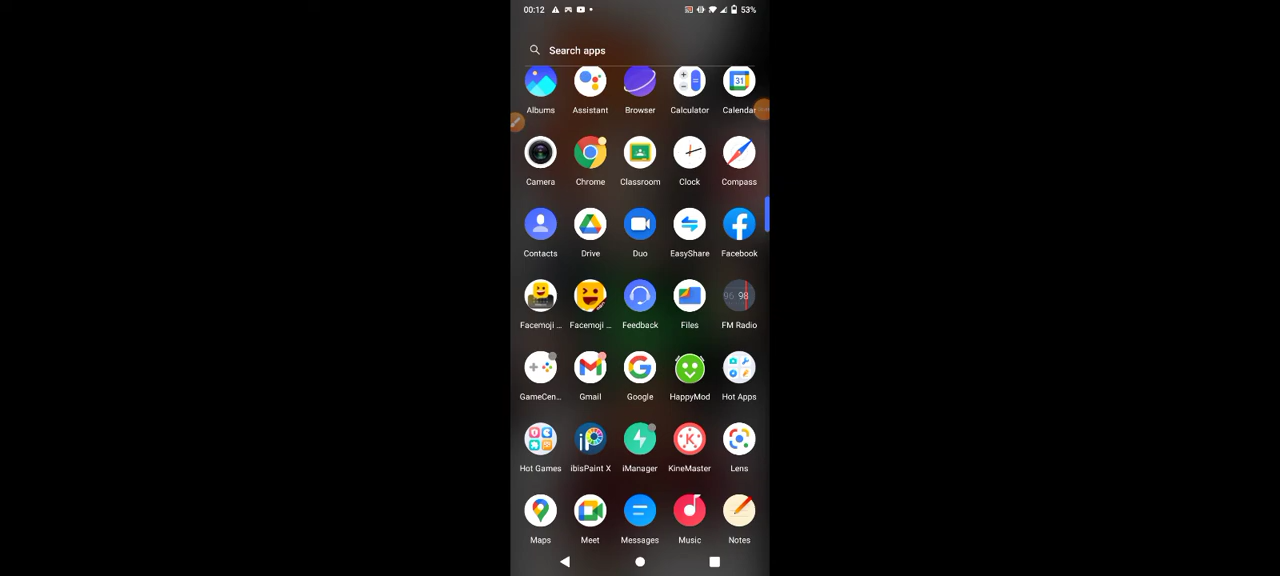 00:12 53%
Search apps
Albums Assistant Browser Calculator Calendar
Camera Chrome Classroom Clock Compass
Contacts Drive Duo EasyShare Facebook
Facemoji ... Facemoji ... Feedback Files FM Radio
GameCen... Gmail Google HappyMod Hot Apps
Hot Games ibisPaint X iManager KineMaster Lens
Maps Meet Messages Music Notes